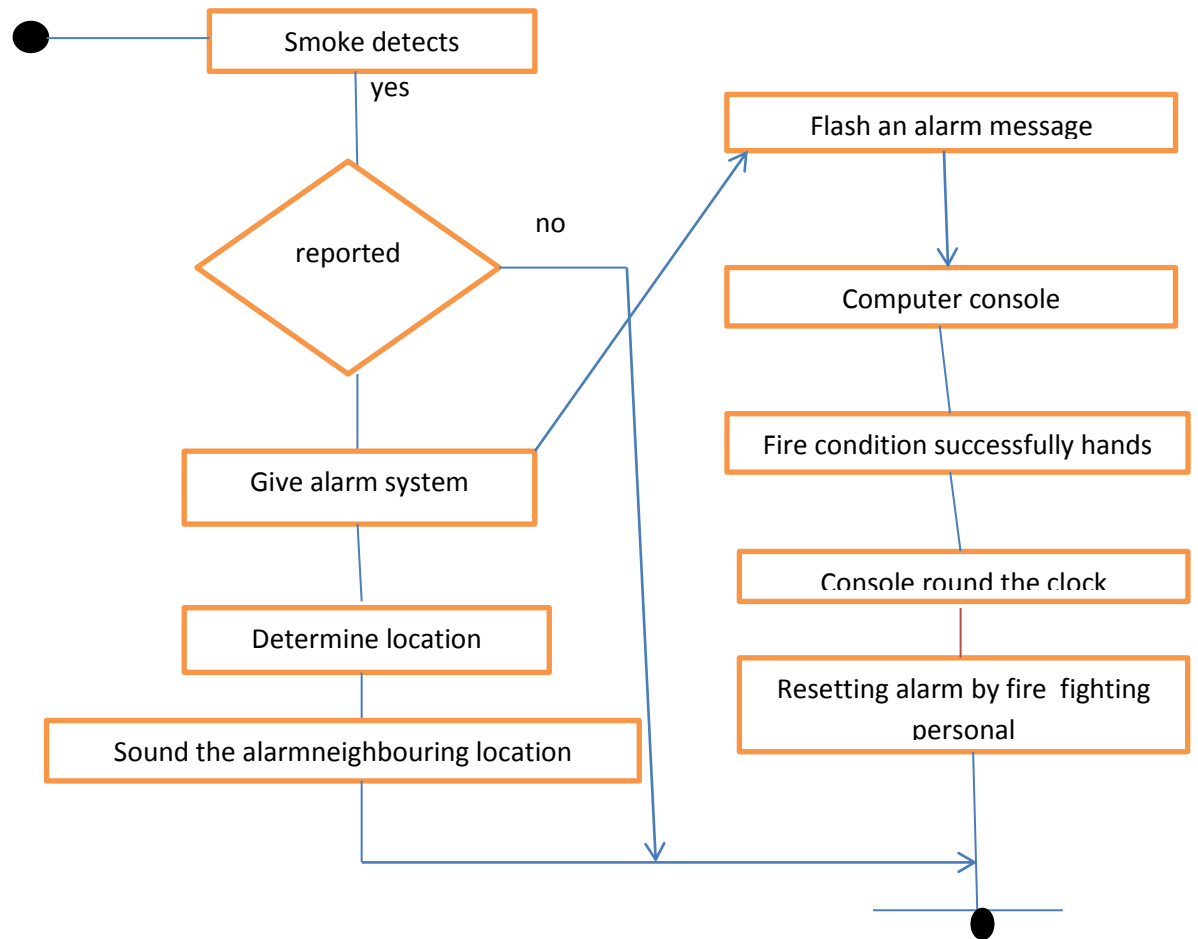 Smoke detects
yes
reported
no
Give alarm system
Determine location
Sound the alarmneighbouring location
Flash an alarm message
Computer console
Fire condition successfully hands
Console round the clock
Resetting alarm by fire fighting
personal